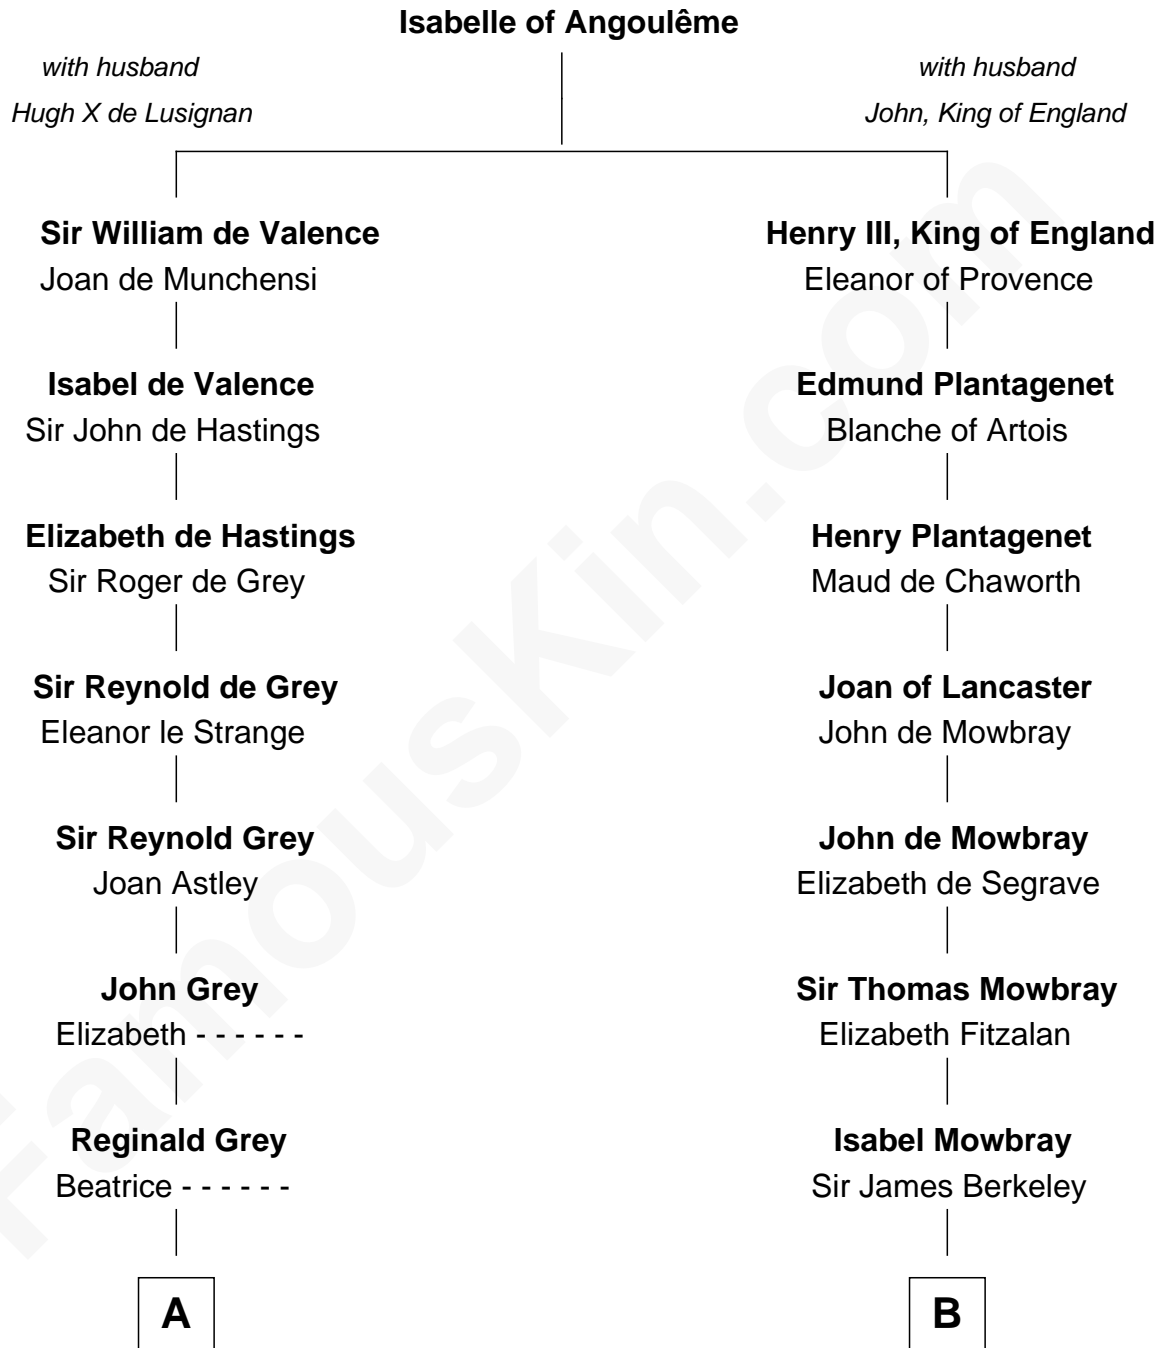 Isabelle of Angoulême
with husband
Hugh X de Lusignan
with husband
John, King of England
Sir William de Valence
Joan de Munchensi
Henry III, King of England
Eleanor of Provence
Isabel de Valence
Sir John de Hastings
Edmund Plantagenet
Blanche of Artois
Elizabeth de Hastings
Sir Roger de Grey
Henry Plantagenet
Maud de Chaworth
Sir Reynold de Grey
Eleanor le Strange
Joan of Lancaster
John de Mowbray
Sir Reynold Grey
Joan Astley
John de Mowbray
Elizabeth de Segrave
John Grey
Elizabeth - - - - - -
Sir Thomas Mowbray
Elizabeth Fitzalan
Reginald Grey
Beatrice - - - - - -
Isabel Mowbray
Sir James Berkeley
A
B
FamousKin.com